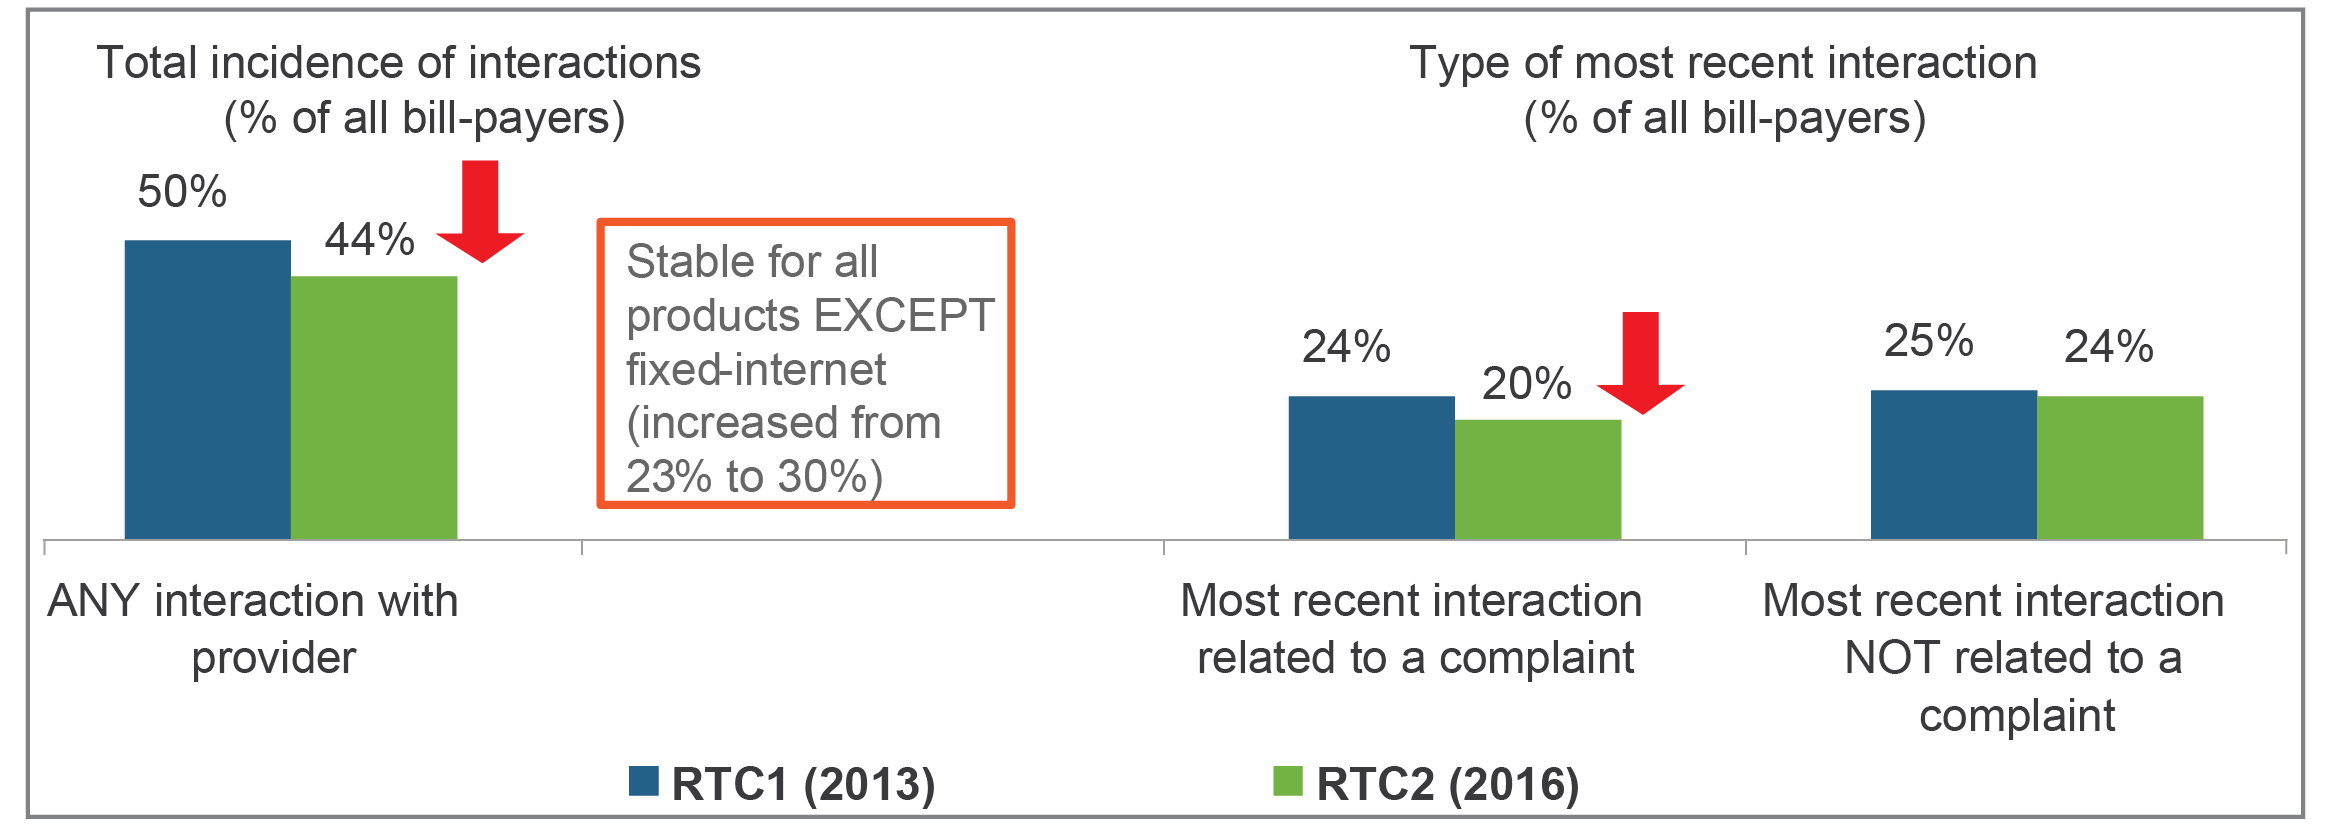 Total incidence of interactions
(% of all bill-payers)
Type of most recent interaction
(% of all bill-payers)
50%
44%
Stable for all
products EXCEPT
fixed-internet
(increased from
23% to 30%)
24%
20%
25%
24%
ANY interaction with
provider
Most recent interaction
related to a complaint
Most recent interaction
NOT related to a
complaint
RTC1 (2013)
RTC2 (2016)